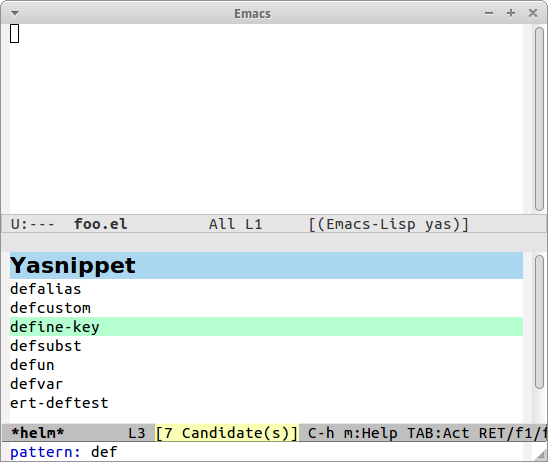 Emacs
U:--- foo.el All L1 [(Emacs-Lisp yas)]
Yasnippet
defalias
defcustom
define-key
defsubst
defun
defvar
ert-deftest
*helm* L3 [7 Candidate(s)] C-h m:Help TAB:Act RET/f1/f
pattern: def